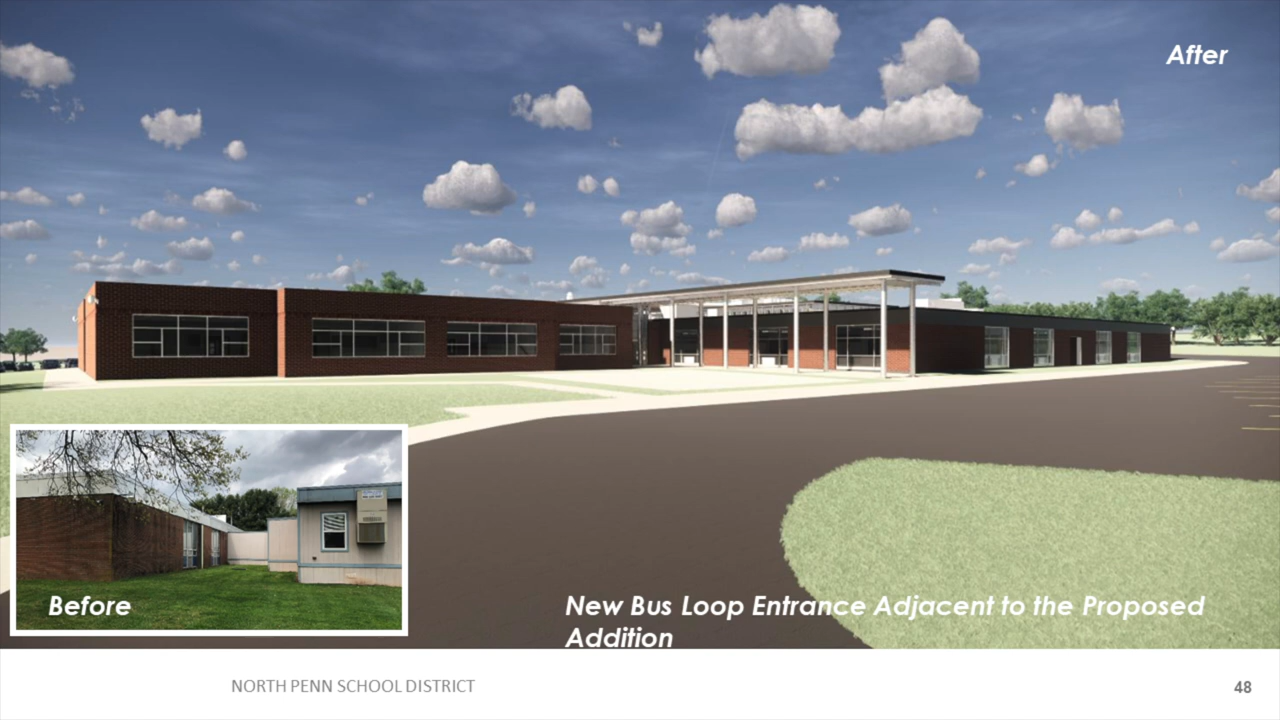 After
Before
New Bus Loop Entrance Adjacent to the Proposed
Addition
NORTH PENN SCHOOL DISTRICT
48